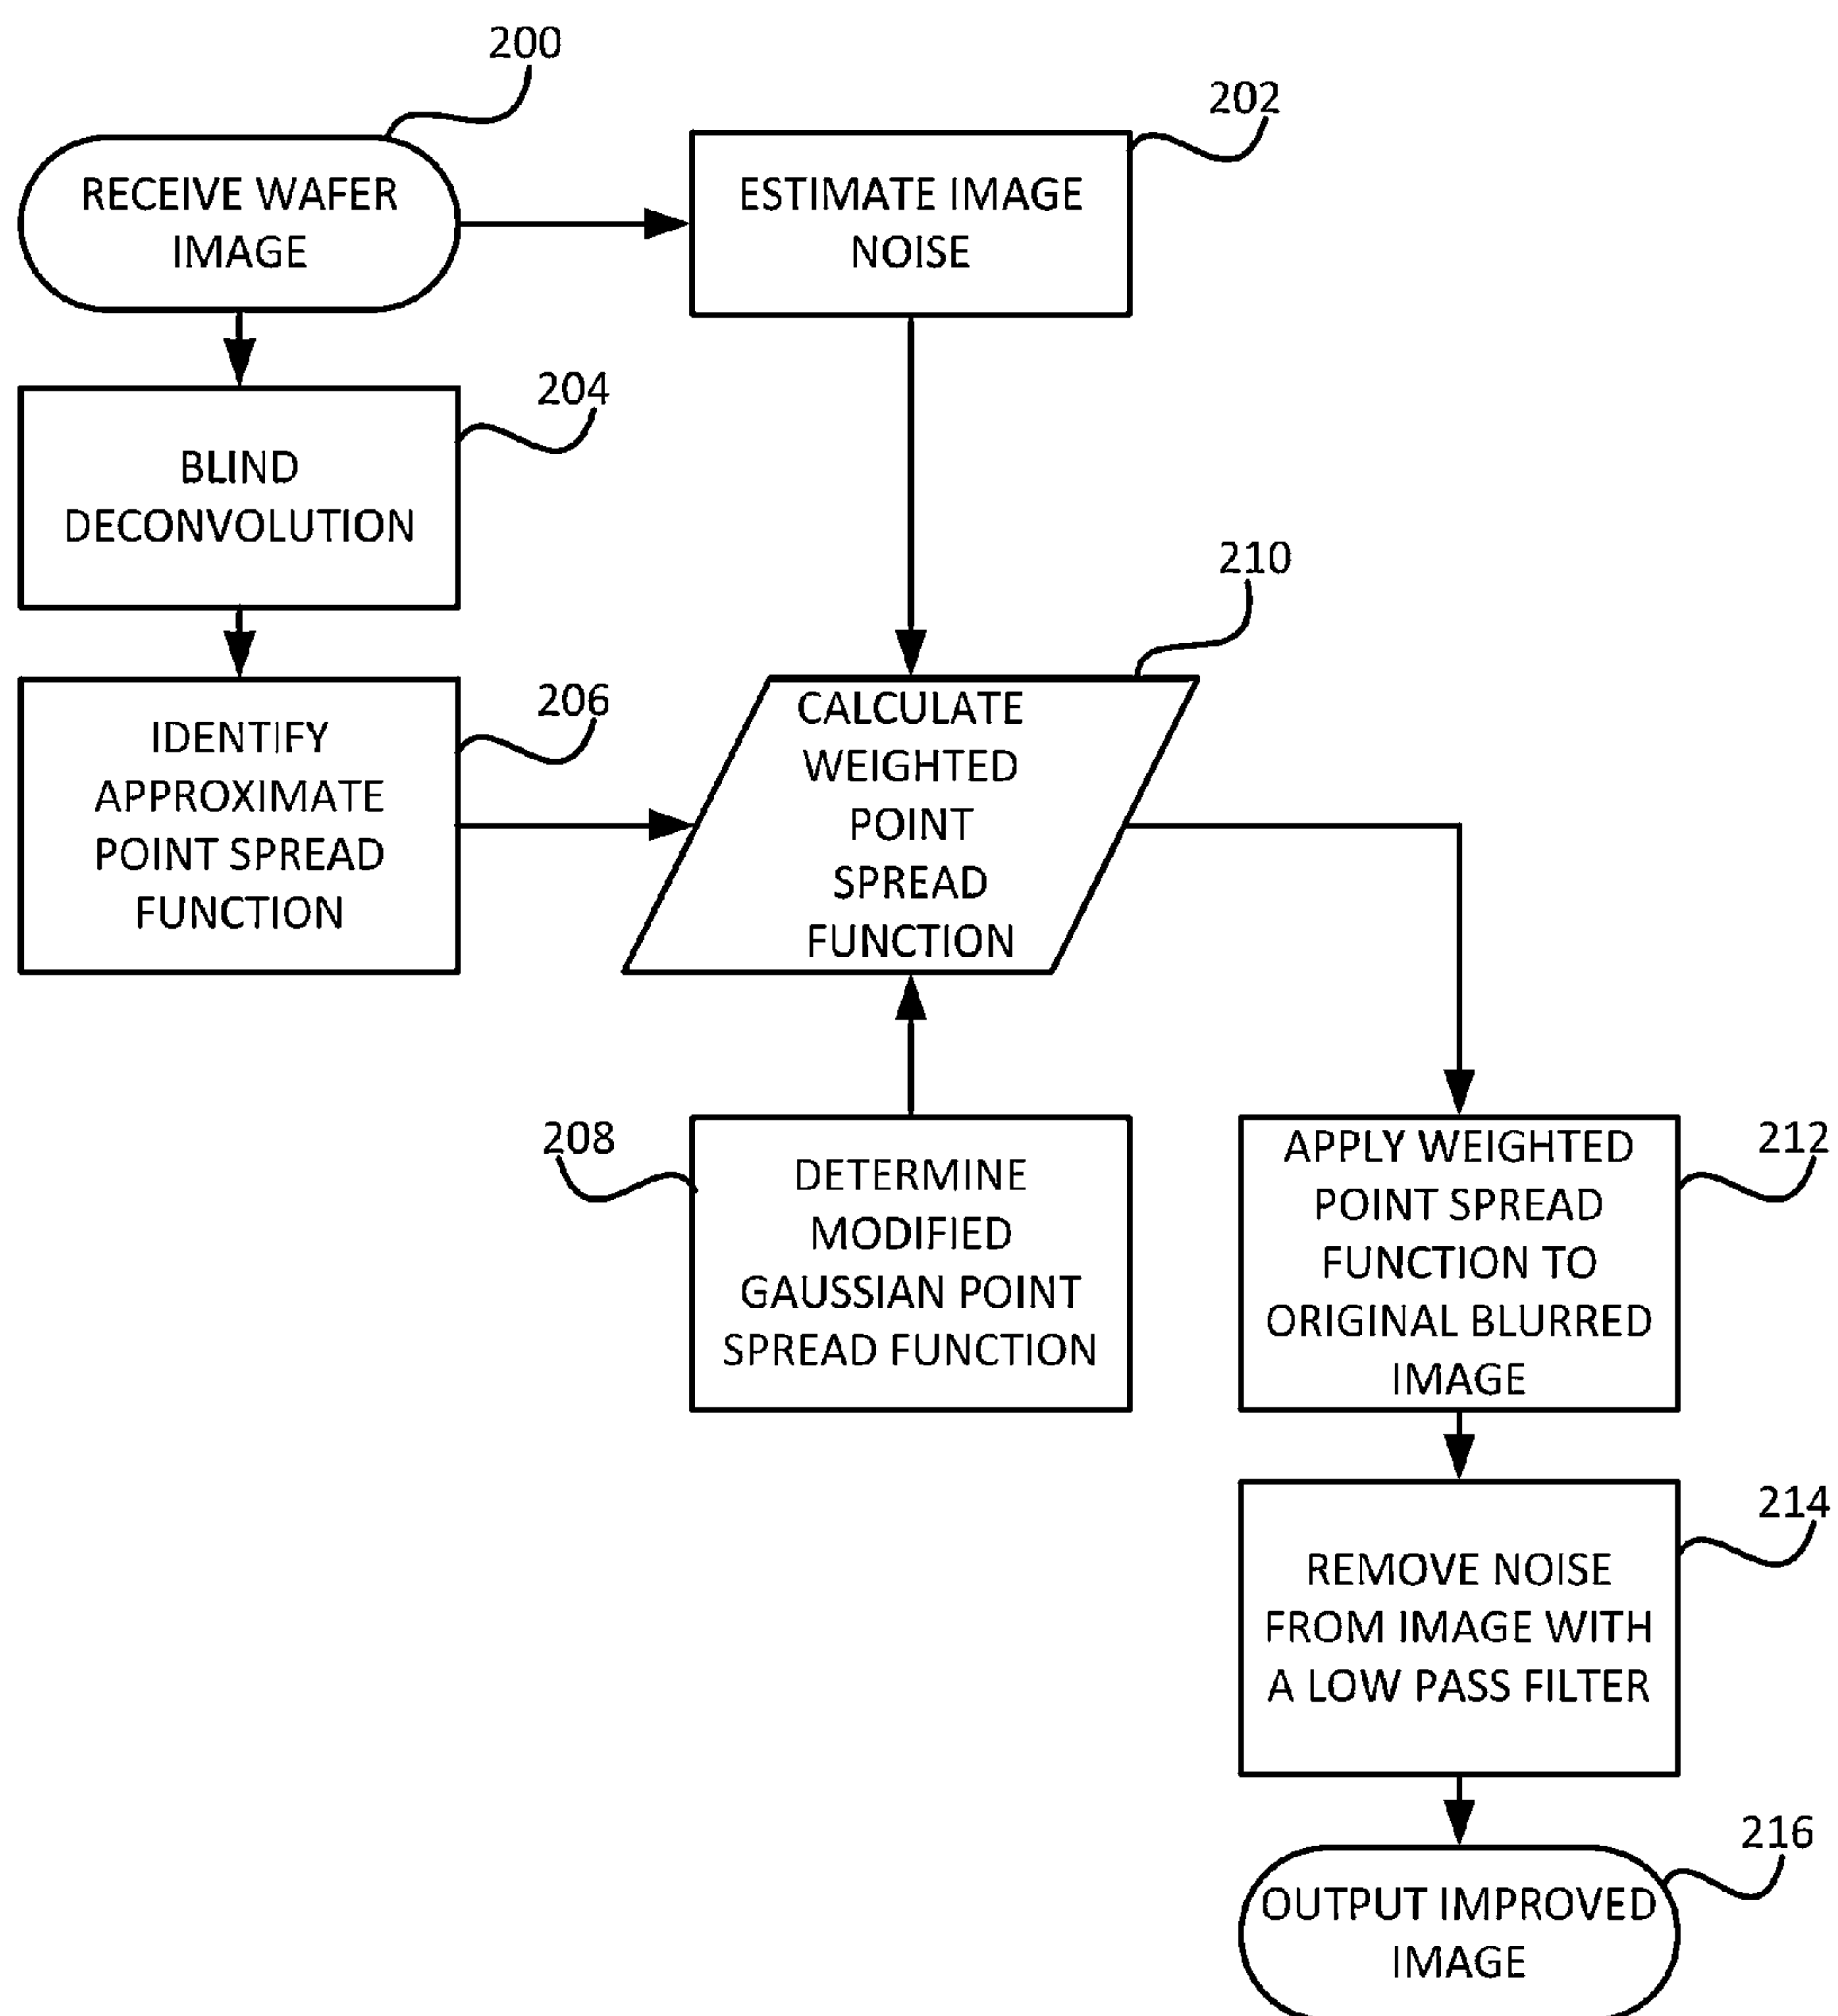 200
RECEIVE WAFER
IMAGE
202
ESTIMATE IMAGE
NOISE
204
BLIND
DECONVOLUTION
206
IDENTIFY
APPROXIMATE
POINT SPREAD
FUNCTION
210
CALCULATE
WEIGHTED
POINT
SPREAD
FUNCTION
208
DETERMINE
MODIFIED
GAUSSIAN POINT
SPREAD FUNCTION
212
APPLY WEIGHTED
POINT SPREAD
FUNCTION TO
ORIGINAL BLURRED
IMAGE
214
REMOVE NOISE
FROM IMAGE WITH
A LOW PASS FILTER
216
OUTPUT IMPROVED
IMAGE